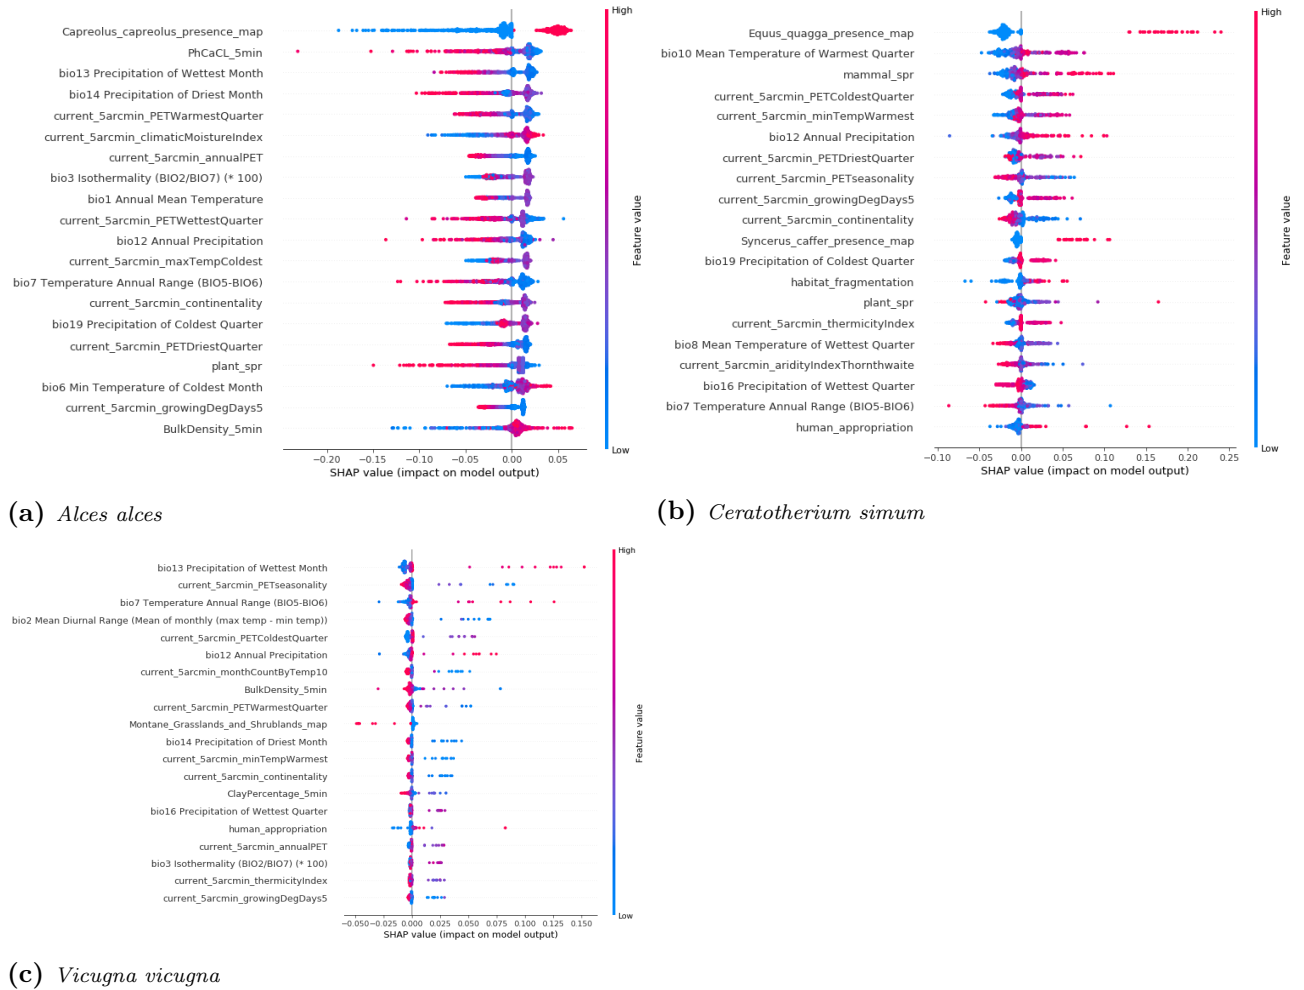 Capreolus_capreolus_presence_map
PhCaCL_5min
bio13 Precipitation of Wettest Month
bio14 Precipitation of Driest Month
current_5arcmin_PETWarmestQuarter
current_5arcmin_climaticMoistureIndex
current_5arcmin_annualPET
bio3 Isothermality (BIO2/BIO7) (* 100)
bio1 Annual Mean Temperature
current_5arcmin_PETWettestQuarter
bio12 Annual Precipitation
current_5arcmin_maxTempColdest
bio7 Temperature Annual Range (BIO5-BIO6)
current_5arcmin_continentality
bio19 Precipitation of Coldest Quarter
current_5arcmin_PETDriestQuarter
plant_spr
bio6 Min Temperature of Coldest Month
current_5arcmin_growingDegDays5
BulkDensity_5min
−0.20 −0.15 −0.10 −0.05 0.00 0.05
SHAP value (impact on model output)
High
Feature value
Low
(a) Alces alces
Equus_quagga_presence_map
bio10 Mean Temperature of Warmest Quarter
mammal_spr
current_5arcmin_PETColdestQuarter
current_5arcmin_minTempWarmest
bio12 Annual Precipitation
current_5arcmin_PETDriestQuarter
current_5arcmin_PETseasonality
current_5arcmin_growingDegDays5
current_5arcmin_continentality
Syncerus_caffer_presence_map
bio19 Precipitation of Coldest Quarter
habitat_fragmentation
plant_spr
current_5arcmin_thermicityIndex
bio8 Mean Temperature of Wettest Quarter
current_5arcmin_aridityIndexThornthwaite
bio16 Precipitation of Wettest Quarter
bio7 Temperature Annual Range (BIO5-BIO6)
human_appropriation
−0.10 −0.05 0.00 0.05 0.10 0.15 0.20 0.25
SHAP value (impact on model output)
High
Feature value
Low
(b) Ceratotherium simum
bio13 Precipitation of Wettest Month
current_5arcmin_PETseasonality
bio7 Temperature Annual Range (BIO5-BIO6)
bio2 Mean Diurnal Range (Mean of monthly (max temp - min temp))
current_5arcmin_PETColdestQuarter
bio12 Annual Precipitation
current_5arcmin_monthCountByTemp10
BulkDensity_5min
current_5arcmin_PETWarmestQuarter
Montane_Grasslands_and_Shrublands_map
bio14 Precipitation of Driest Month
current_5arcmin_minTempWarmest
current_5arcmin_continentality
ClayPercentage_5min
bio16 Precipitation of Wettest Quarter
human_appropriation
current_5arcmin_annualPET
bio3 Isothermality (BIO2/BIO7) (* 100)
current_5arcmin_thermicityIndex
current_5arcmin_growingDegDays5
−0.050 −0.025 0.000 0.025 0.050 0.075 0.100 0.125 0.150
SHAP value (impact on model output)
High
Feature value
Low
(c) Vicugna vicugna